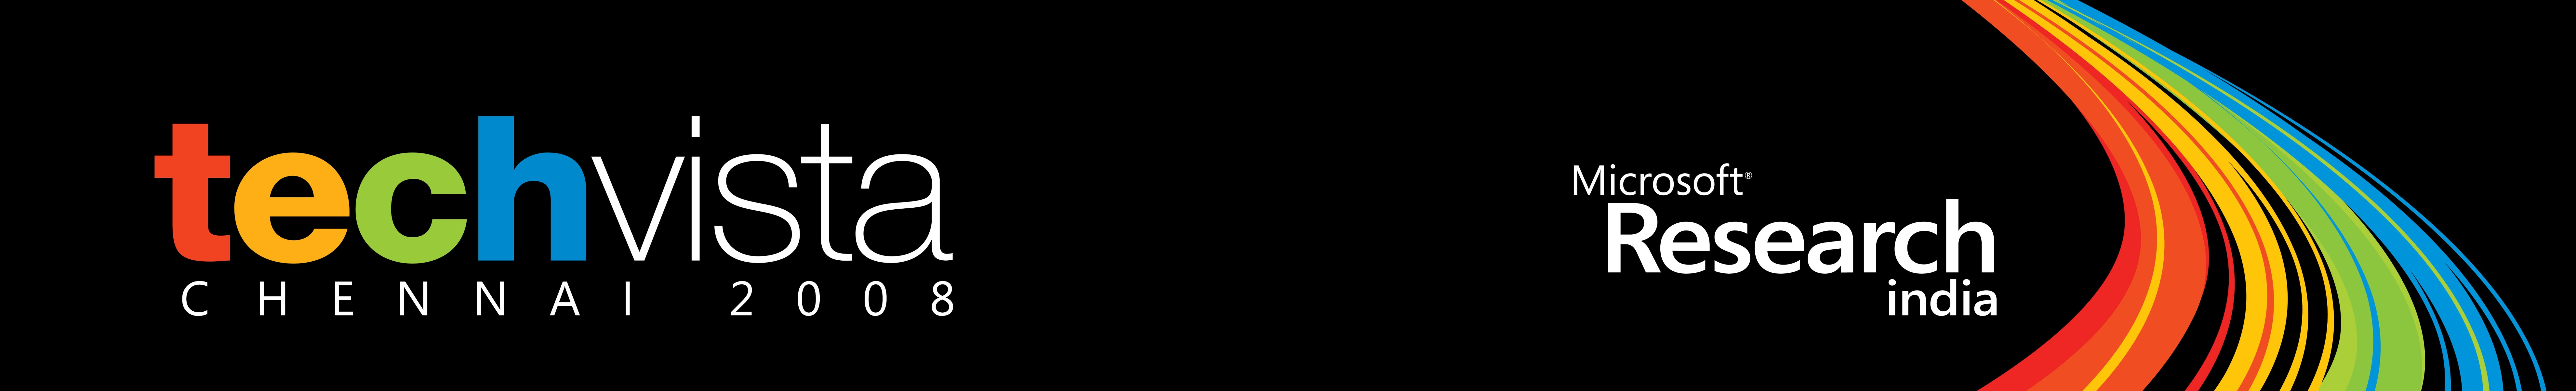 techvista
CHENNAI 2008
Microsoft®
Research
india